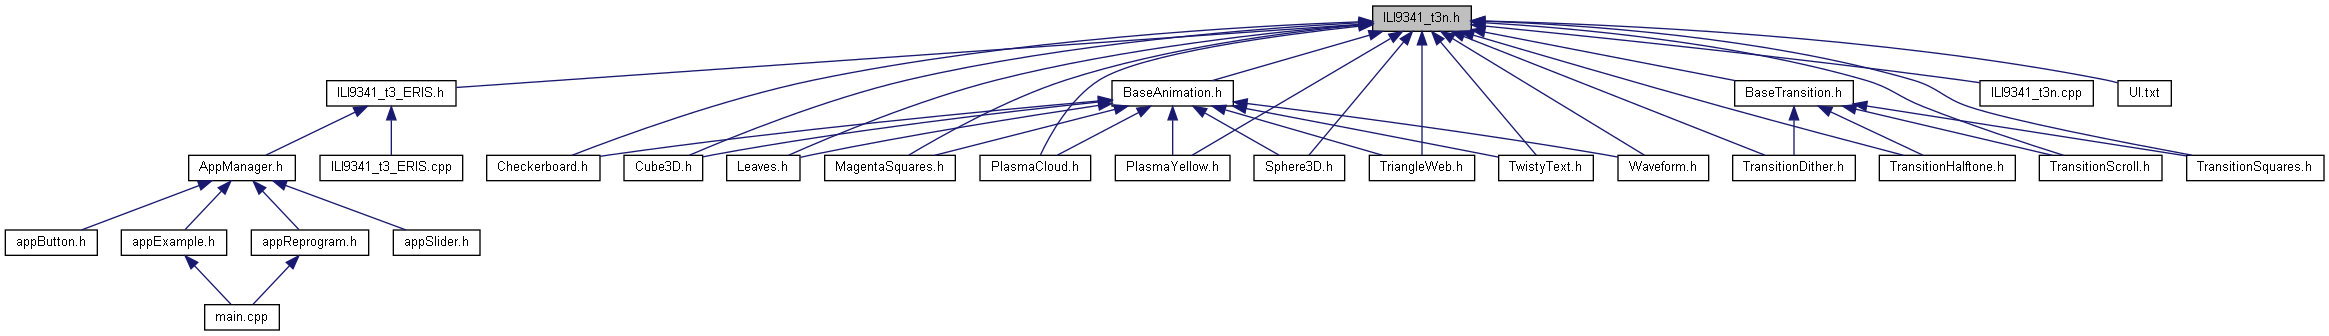 ILI9341_t3n.h
ILI9341_t3_ERIS.h
BaseAnimation.h
BaseTransition.h
ILI9341_t3n.cpp
UI.txt
AppManager.h
ILI9341_t3_ERIS.cpp
Checkerboard.h
Cube3D.h
Leaves.h
MagentaSquares.h
PlasmaCloud.h
PlasmaYellow.h
Sphere3D.h
TriangleWeb.h
TwistyText.h
Waveform.h
TransitionDither.h
TransitionHalftone.h
TransitionScroll.h
TransitionSquares.h
appButton.h
appExample.h
appReprogram.h
appSlider.h
main.cpp